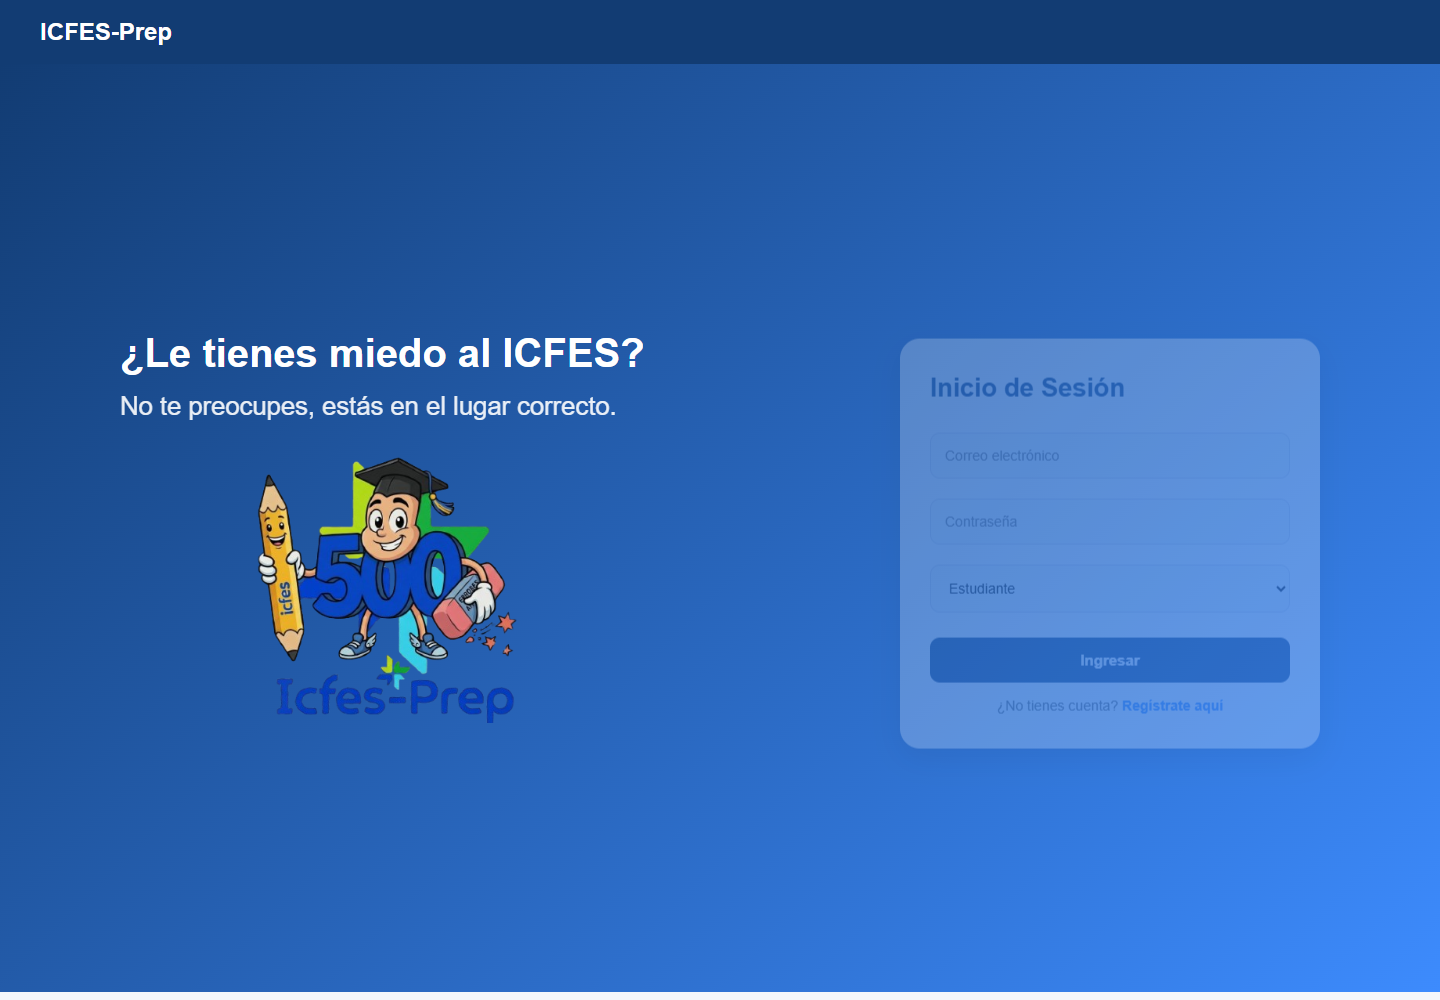 ICFES-Prep
¿Le tienes miedo al ICFES?
No te preocupes, estás en el lugar correcto.
icfes
500
Icfes-Prep
Inicio de Sesión
Correo electrónico
Contraseña
Estudiante
Ingresar
¿No tienes cuenta? Regístrate aquí